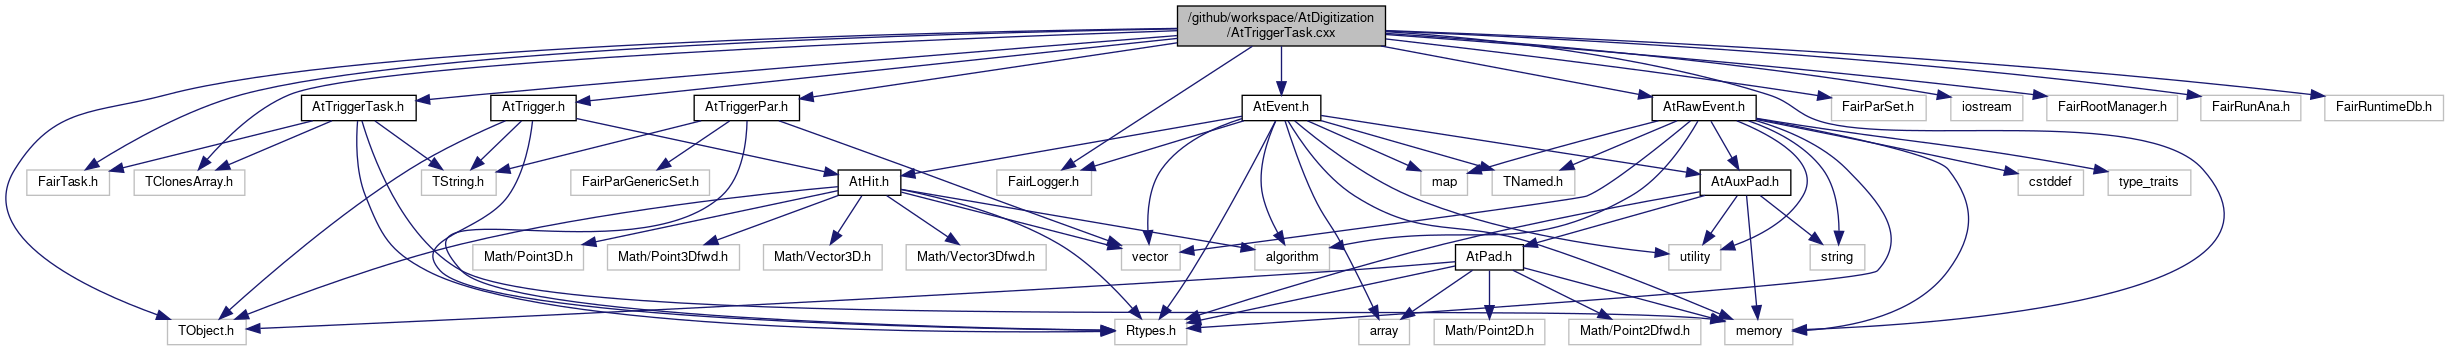 /github/workspace/AtDigitization
/AtTriggerTask.cxx
AtTriggerTask.h
AtTrigger.h
AtTriggerPar.h
AtEvent.h
AtRawEvent.h
FairParSet.h
iostream
FairRootManager.h
FairRunAna.h
FairRuntimeDb.h
FairTask.h
TClonesArray.h
TString.h
FairParGenericSet.h
AtHit.h
FairLogger.h
map
TNamed.h
AtAuxPad.h
cstddef
type_traits
Math/Point3D.h
Math/Point3Dfwd.h
Math/Vector3D.h
Math/Vector3Dfwd.h
vector
algorithm
AtPad.h
utility
string
TObject.h
Rtypes.h
array
Math/Point2D.h
Math/Point2Dfwd.h
memory